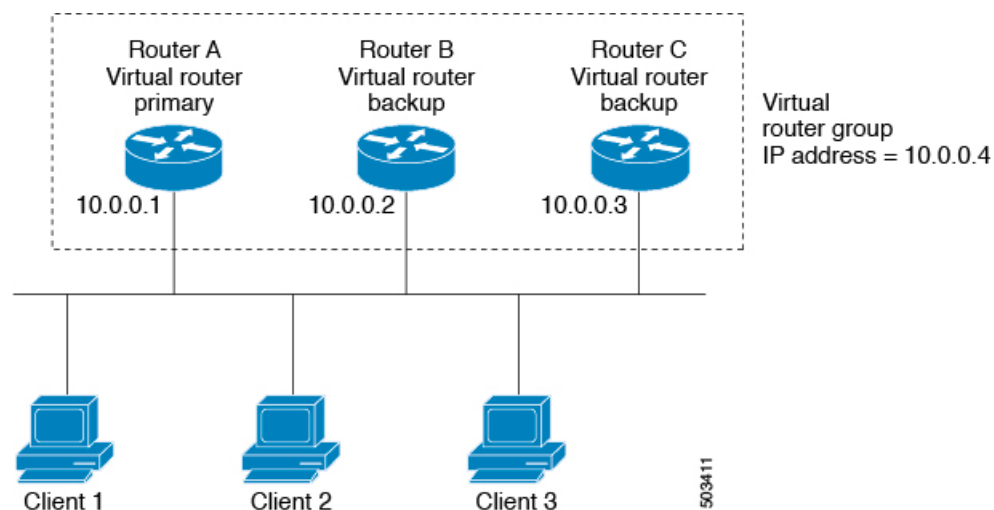 Router A
Virtual router
primary
Router B
Virtual router
backup
Router C
Virtual router
backup
Virtual
router group
IP address = 10.0.0.4
10.0.0.1
10.0.0.2
10.0.0.3
Client 1
Client 2
Client 3
503411